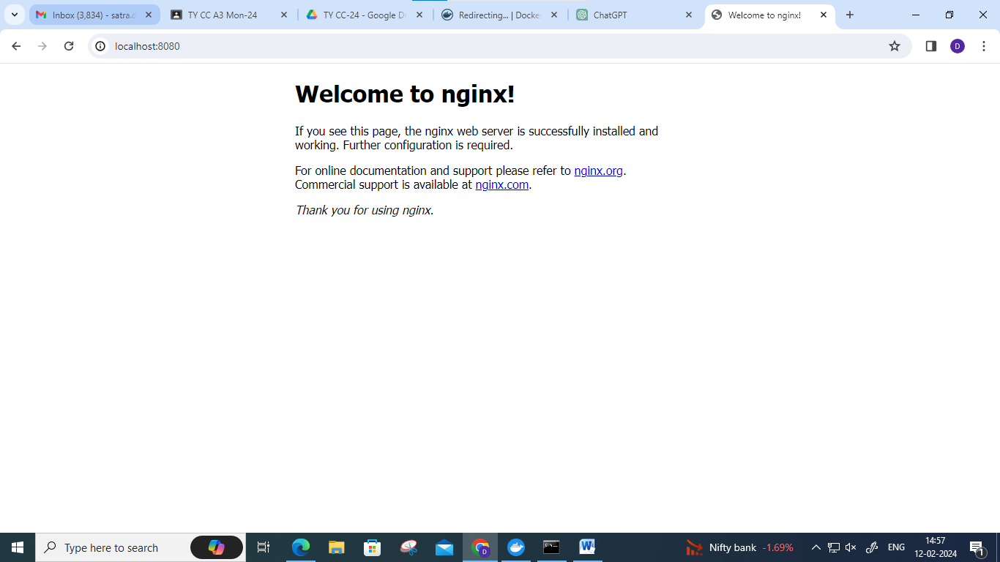 Inbox (3,834) - satra.d
TY CC A3 Mon-24
TY CC-24 - Google Dr
Redirecting... | Docke
ChatGPT
Welcome to nginx!
localhost:8080
D
Welcome to nginx!
If you see this page, the nginx web server is successfully installed and
working. Further configuration is required.
For online documentation and support please refer to nginx.org.
Commercial support is available at nginx.com.
Thank you for using nginx.
Type here to search
Nifty bank -1.69%
ENG
14:57
12-02-2024
1